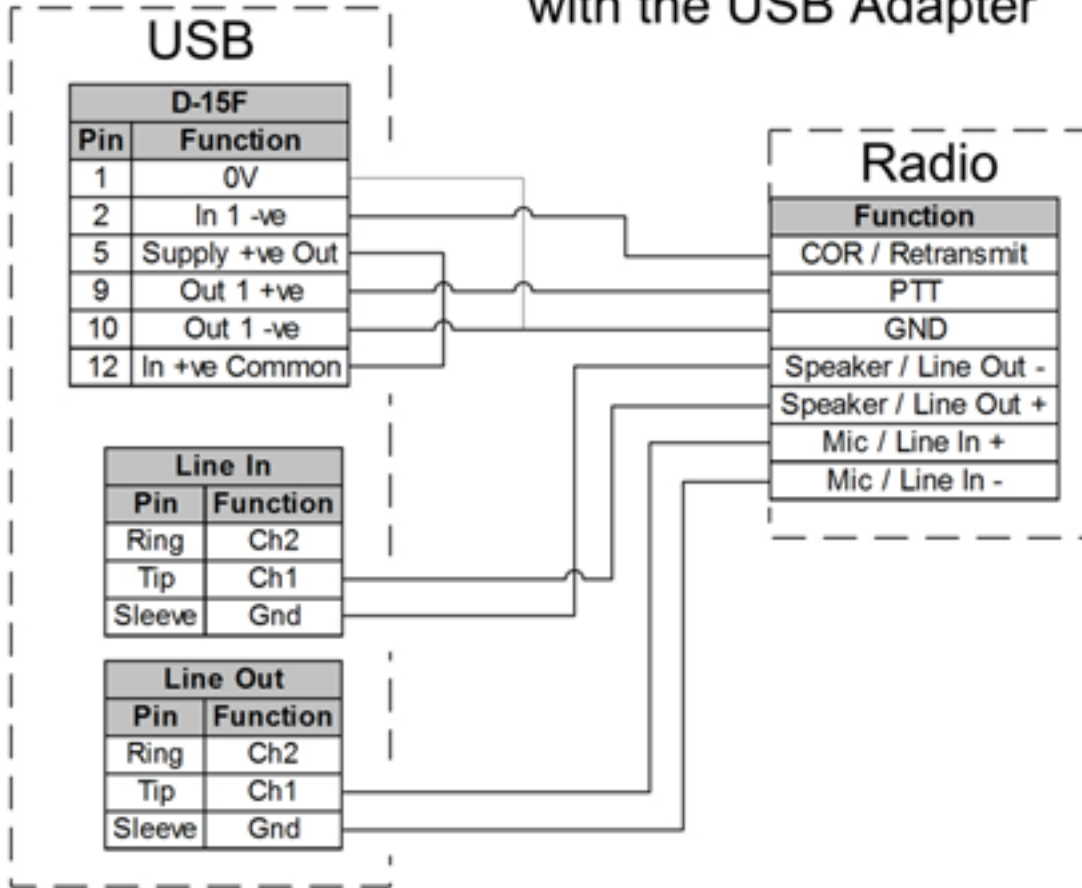 with the USB Adapter
USB
D-15F
Pin Function
1 0V
2 In 1 -ve
5 Supply +ve Out
9 Out 1 +ve
10 Out 1 -ve
12 In +ve Common
Line In
Pin Function
Ring Ch2
Tip Ch1
Sleeve Gnd
Line Out
Pin Function
Ring Ch2
Tip Ch1
Sleeve Gnd
Radio
Function
COR / Retransmit
PTT
GND
Speaker / Line Out -
Speaker / Line Out +
Mic / Line In +
Mic / Line In -